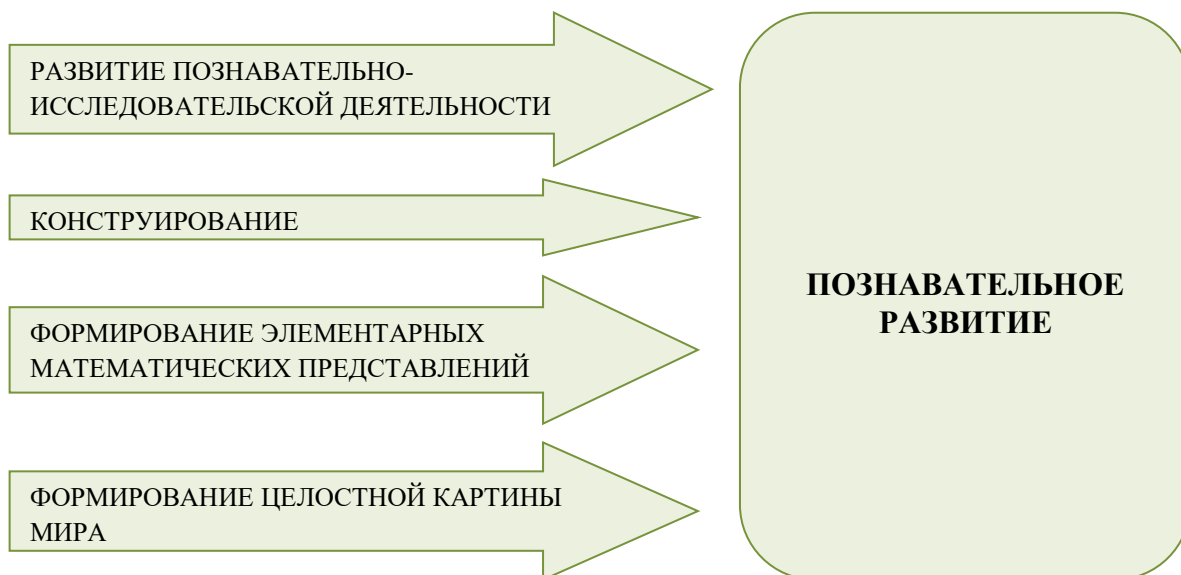 РАЗВИТИЕ ПОЗНАВАТЕЛЬНО-
ИССЛЕДОВАТЕЛЬСКОЙ ДЕЯТЕЛЬНОСТИ
КОНСТРУИРОВАНИЕ
ФОРМИРОВАНИЕ ЭЛЕМЕНТАРНЫХ
МАТЕМАТИЧЕСКИХ ПРЕДСТАВЛЕНИЙ
ФОРМИРОВАНИЕ ЦЕЛОСТНОЙ КАРТИНЫ
МИРА
ПОЗНАВАТЕЛЬНОЕ
РАЗВИТИЕ